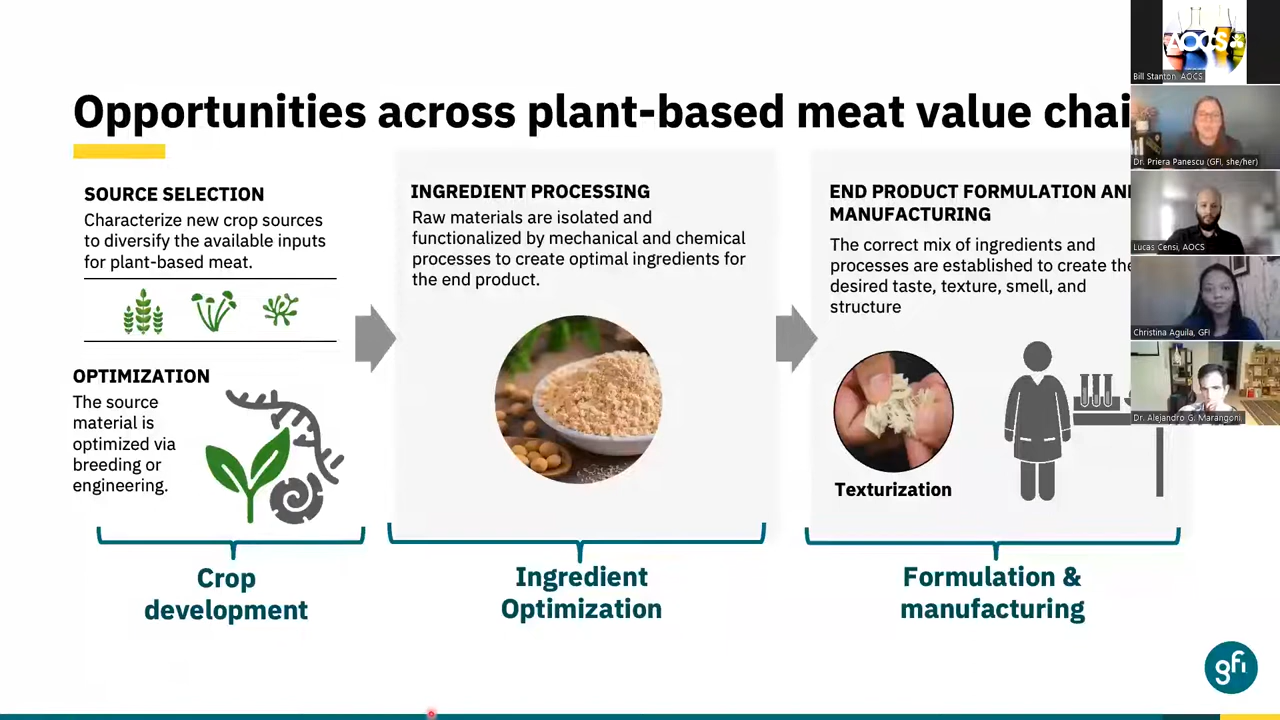 Opportunities across plant-based meat value chai
SOURCE SELECTION
Characterize new crop sources
to diversify the available inputs
for plant-based meat.
OPTIMIZATION
The source
material is
optimized via
breeding or
engineering.
Crop
development
INGREDIENT PROCESSING
Raw materials are isolated and
functionalized by mechanical and chemical
processes to create optimal ingredients for
the end product.
Ingredient
Optimization
END PRODUCT FORMULATION AN
MANUFACTURING
The correct mix of ingredients and
processes are established to create the
desired taste, texture, smell, and
structure
Texturization
Formulation &
manufacturing
gfi
AOCS
Bill Stanton, AOCS
Dr. Priera Panescu (GFI, she/her)
Lucas Censi, AOCS
Christina Aguila, GFI
Dr. Alejandro G. Marangoni